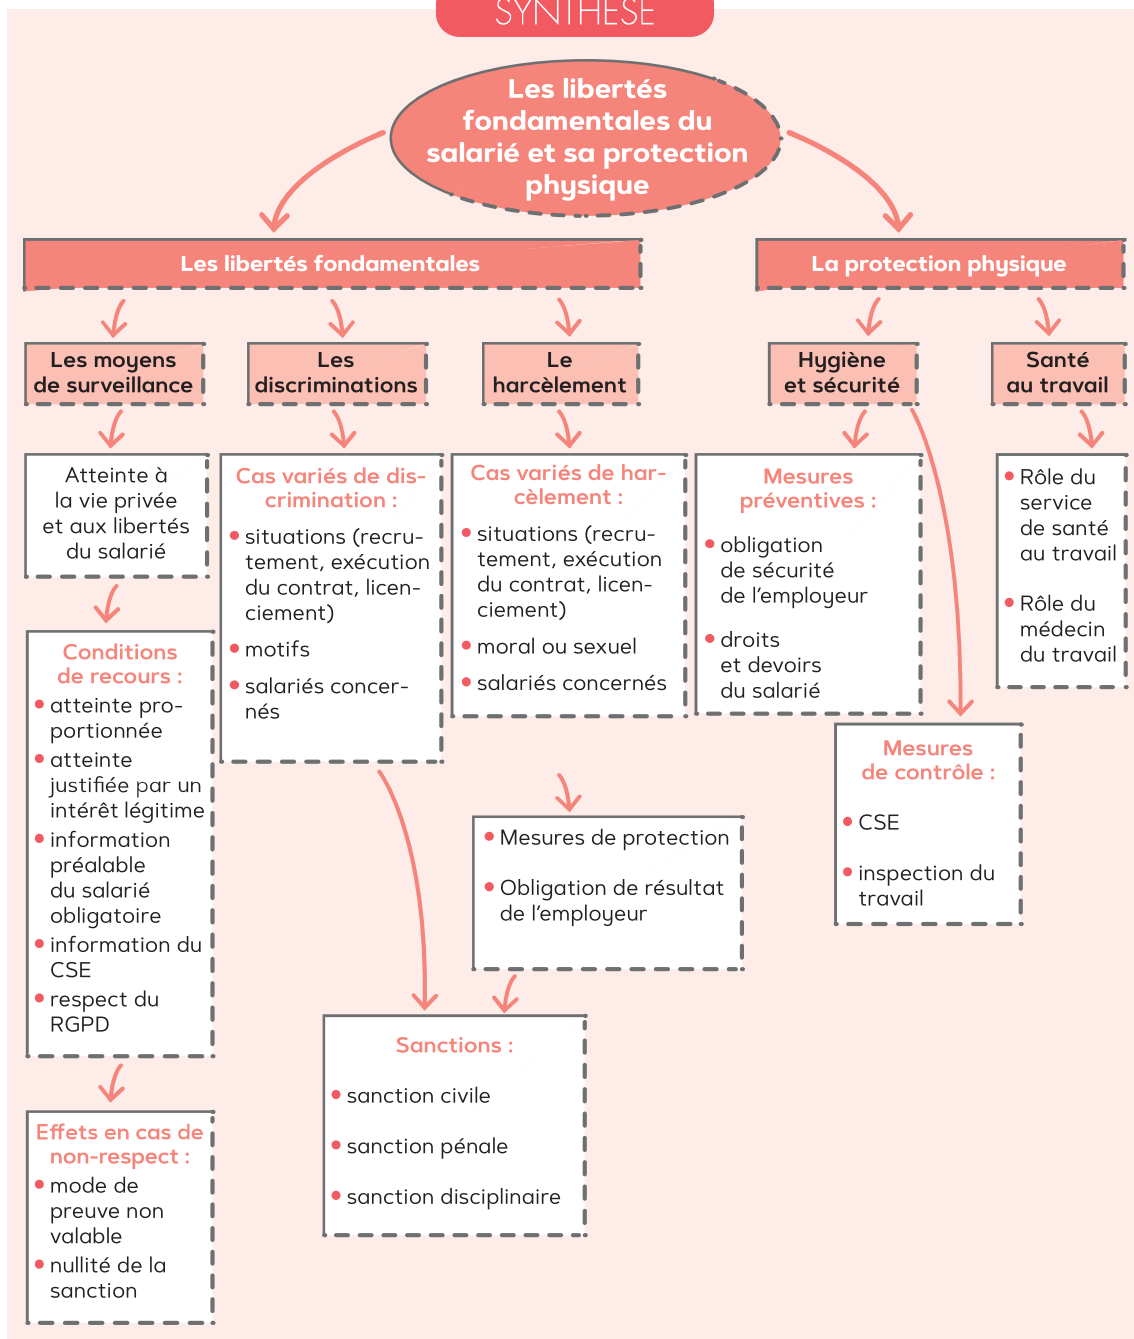 SYNTHÈSE
Les libertés
fondamentales du
salarié et sa protection
physique
Les libertés fondamentales
La protection physique
Les moyens
de surveillance
Les
discriminations
Le
harcèlement
Hygiène
et sécurité
Santé
au travail
Atteinte à
la vie privée
et aux libertés
du salarié
Conditions
de recours :
• atteinte pro-
portionnée
• atteinte
justifiée par un
intérêt légitime
• information
préalable
du salarié
obligatoire
• information du
CSE
• respect du
RGPD
Effets en cas de
non-respect :
• mode de
preuve non
valable
• nullité de la
sanction
Cas variés de dis-
crimination :
• situations (recru-
tement, exécution
du contrat, licen-
ciement)
• motifs
• salariés concer-
nés
Cas variés de har-
cèlement :
• situations (recru-
tement, exécution
du contrat, licen-
ciement)
• moral ou sexuel
• salariés concernés
• Mesures de protection
• Obligation de résultat
de l'employeur
Sanctions :
• sanction civile
• sanction pénale
• sanction disciplinaire
Mesures
préventives :
• obligation
de sécurité
de l'employeur
• droits
et devoirs
du salarié
Mesures
de contrôle :
• CSE
• inspection du
travail
• Rôle du
service
de santé
au travail
• Rôle du
médecin
du travail